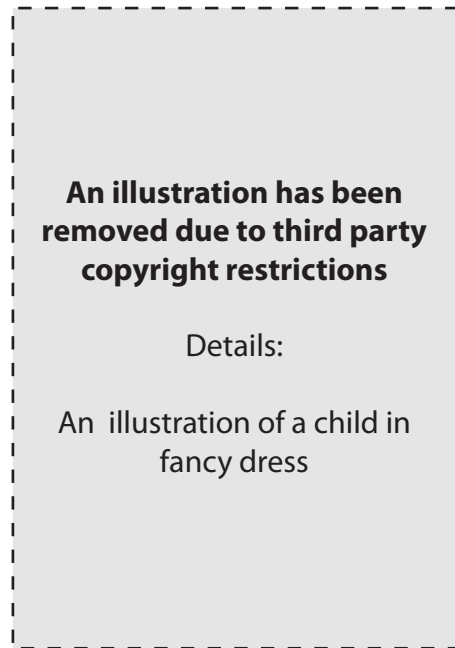 An illustration has been
removed due to third party
copyright restrictions
Details:
An illustration of a child in
fancy dress